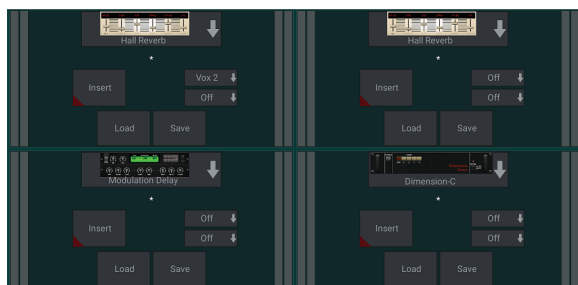 Hall Reverb
*
Insert
Vox 2
Off
Load Save
Hall Reverb
*
Insert
Off
Off
Load Save
Modulation Delay
*
Insert
Off
Off
Load Save
Dimension-C
*
Insert
Off
Off
Load Save